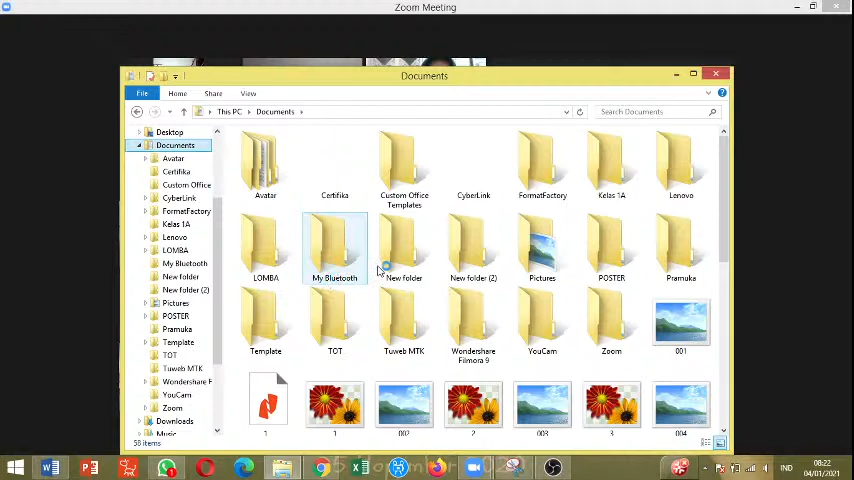 Zoom Meeting
Documents
File Home Share View
This PC Documents
Search Documents
Desktop
Documents
Avatar
Certifika
Custom Office
CyberLink
FormatFactory
Kelas 1A
Lenovo
LOMBA
My Bluetooth
New folder
New folder (2)
Pictures
POSTER
Pramuka
Template
TOT
Tuweb MTK
Wondershare F
YouCam
Zoom
Downloads
Music
Avatar Certifika Custom Office Templates CyberLink FormatFactory Kelas 1A Lenovo
LOMBA My Bluetooth New folder New folder (2) Pictures POSTER Pramuka
Template TOT Tuweb MTK Wondershare Filmora 9 YouCam Zoom 001
1 1 002 2 003 3 004
58 items
1
IND
08:22
04/01/2021